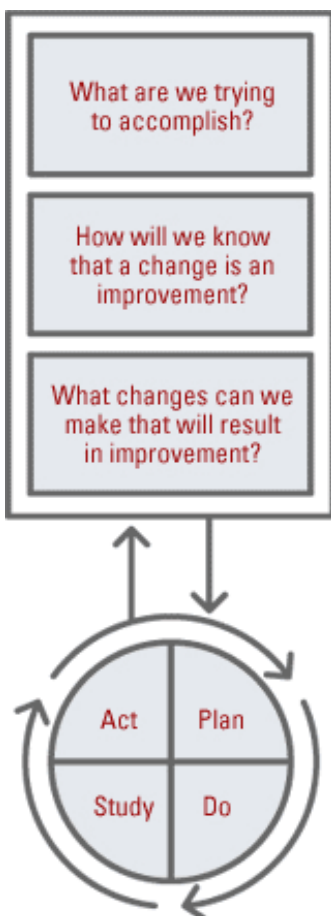 What are we trying
to accomplish?
How will we know
that a change is an
improvement?
What changes can we
make that will result
in improvement?
Act
Plan
Study
Do